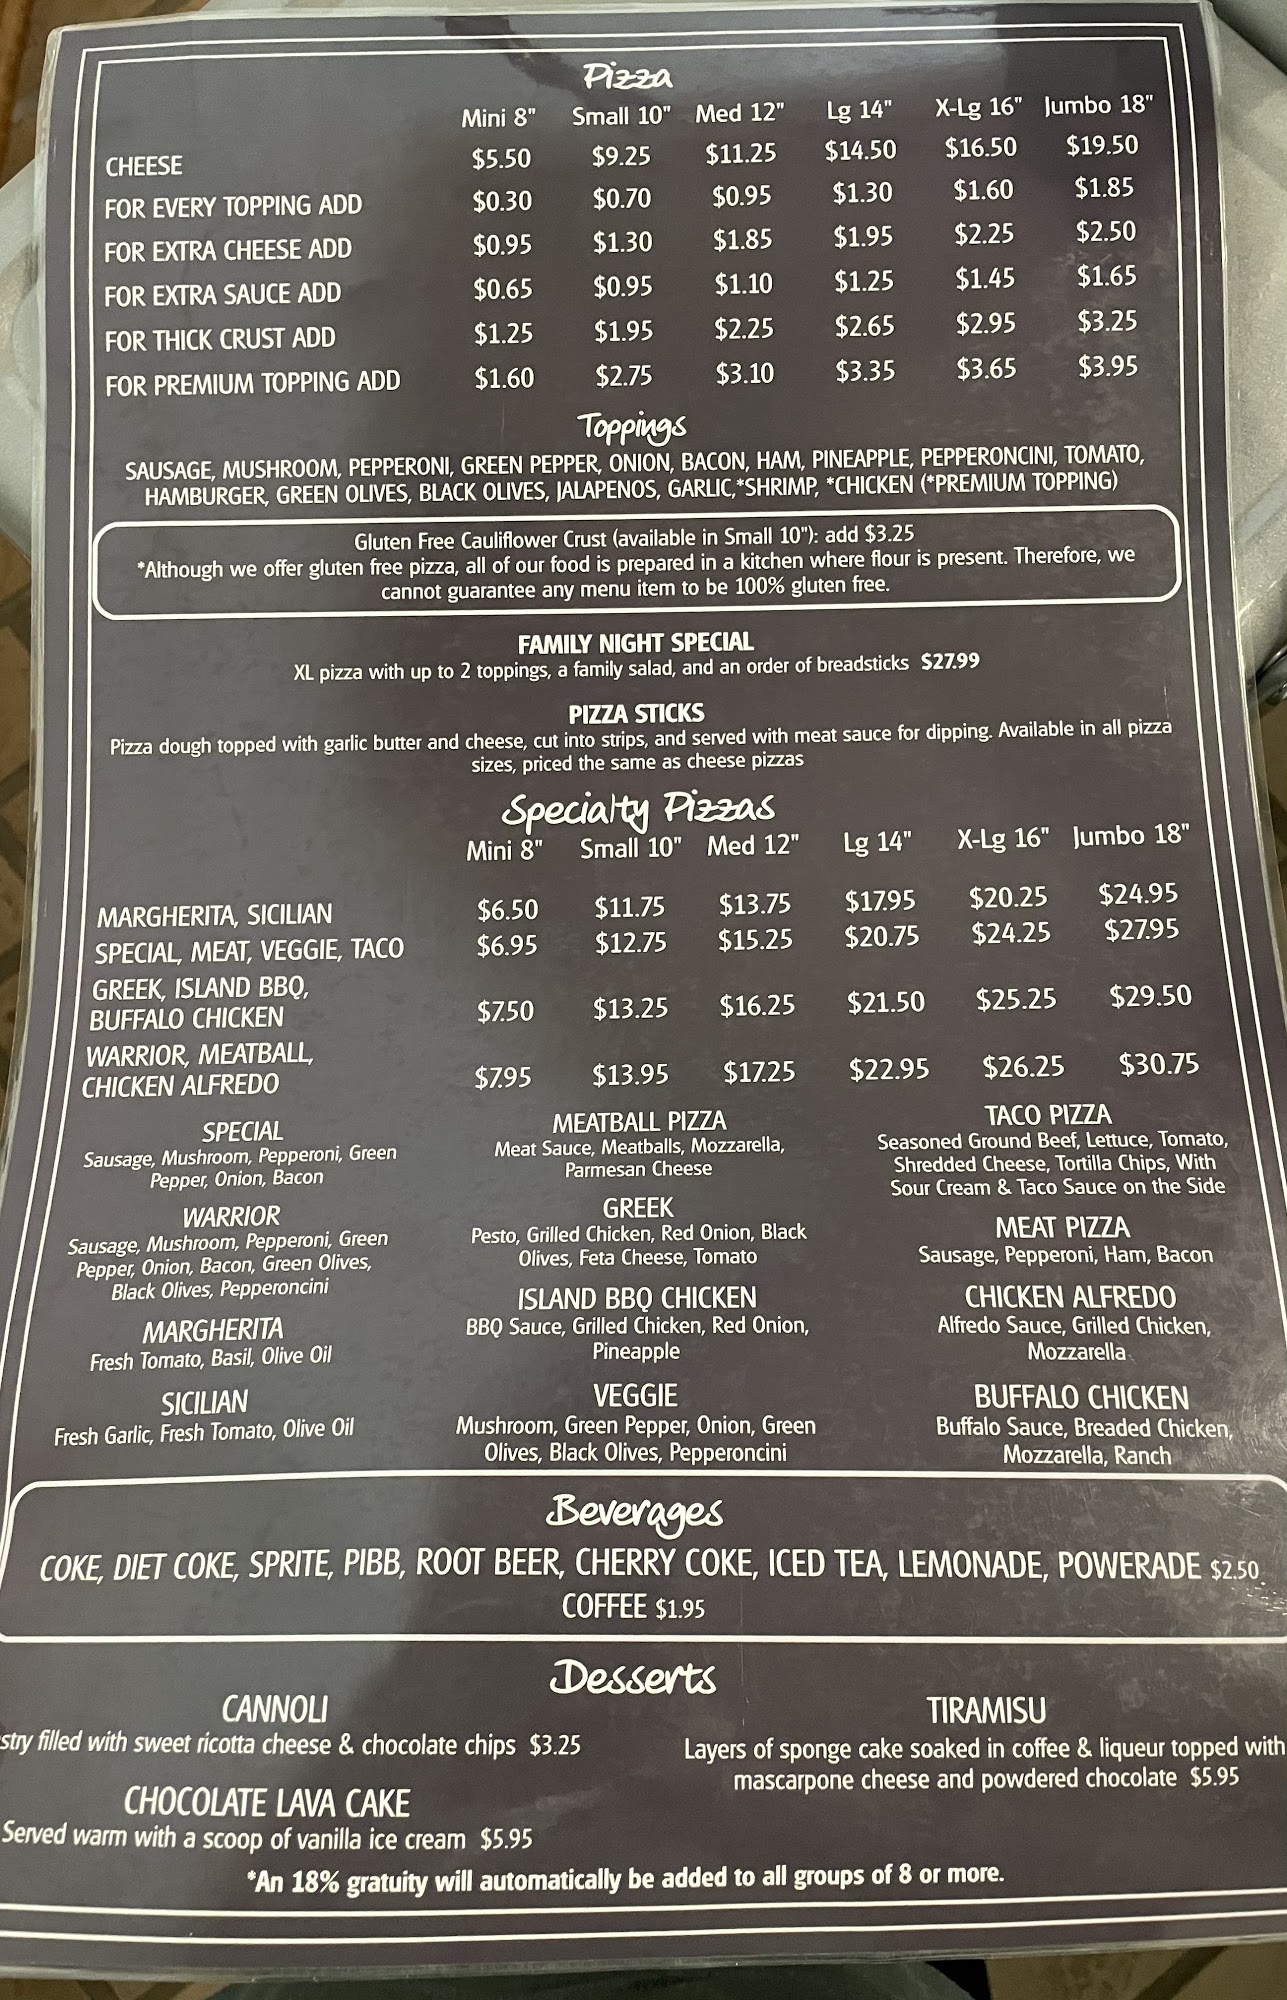 Pizza
Mini 8" Small 10" Med 12" Lg 14" X-Lg 16" Jumbo 18"
CHEESE $5.50 $9.25 $11.25 $14.50 $16.50 $19.50
FOR EVERY TOPPING ADD $0.30 $0.70 $0.95 $1.30 $1.60 $1.85
FOR EXTRA CHEESE ADD $0.95 $1.30 $1.85 $1.95 $2.25 $2.50
FOR EXTRA SAUCE ADD $0.65 $0.95 $1.10 $1.25 $1.45 $1.65
FOR THICK CRUST ADD $1.25 $1.95 $2.25 $2.65 $2.95 $3.25
FOR PREMIUM TOPPING ADD $1.60 $2.75 $3.10 $3.35 $3.65 $3.95
Toppings
SAUSAGE, MUSHROOM, PEPPERONI, GREEN PEPPER, ONION, BACON, HAM, PINEAPPLE, PEPPERONCINI, TOMATO,
HAMBURGER, GREEN OLIVES, BLACK OLIVES, JALAPENOS, GARLIC,*SHRIMP, *CHICKEN (*PREMIUM TOPPING)
Gluten Free Cauliflower Crust (available in Small 10"): add $3.25
*Although we offer gluten free pizza, all of our food is prepared in a kitchen where flour is present. Therefore, we
cannot guarantee any menu item to be 100% gluten free.
FAMILY NIGHT SPECIAL
XL pizza with up to 2 toppings, a family salad, and an order of breadsticks $27.99
PIZZA STICKS
Pizza dough topped with garlic butter and cheese, cut into strips, and served with meat sauce for dipping. Available in all pizza
sizes, priced the same as cheese pizzas
Specialty Pizzas
Mini 8" Small 10" Med 12" Lg 14" X-Lg 16" Jumbo 18"
MARGHERITA, SICILIAN $6.50 $11.75 $13.75 $17.95 $20.25 $24.95
SPECIAL, MEAT, VEGGIE, TACO $6.95 $12.75 $15.25 $20.75 $24.25 $27.95
GREEK, ISLAND BBQ,
BUFFALO CHICKEN $7.50 $13.25 $16.25 $21.50 $25.25 $29.50
WARRIOR, MEATBALL,
CHICKEN ALFREDO $7.95 $13.95 $17.25 $22.95 $26.25 $30.75
SPECIAL
Sausage, Mushroom, Pepperoni, Green
Pepper, Onion, Bacon
WARRIOR
Sausage, Mushroom, Pepperoni, Green
Pepper, Onion, Bacon, Green Olives,
Black Olives, Pepperoncini
MARGHERITA
Fresh Tomato, Basil, Olive Oil
SICILIAN
Fresh Garlic, Fresh Tomato, Olive Oil
MEATBALL PIZZA
Meat Sauce, Meatballs, Mozzarella,
Parmesan Cheese
GREEK
Pesto, Grilled Chicken, Red Onion, Black
Olives, Feta Cheese, Tomato
ISLAND BBQ CHICKEN
BBQ Sauce, Grilled Chicken, Red Onion,
Pineapple
VEGGIE
Mushroom, Green Pepper, Onion, Green
Olives, Black Olives, Pepperoncini
TACO PIZZA
Seasoned Ground Beef, Lettuce, Tomato,
Shredded Cheese, Tortilla Chips, With
Sour Cream & Taco Sauce on the Side
MEAT PIZZA
Sausage, Pepperoni, Ham, Bacon
CHICKEN ALFREDO
Alfredo Sauce, Grilled Chicken,
Mozzarella
BUFFALO CHICKEN
Buffalo Sauce, Breaded Chicken,
Mozzarella, Ranch
Beverages
COKE, DIET COKE, SPRITE, PIBB, ROOT BEER, CHERRY COKE, ICED TEA, LEMONADE, POWERADE $2.50
COFFEE $1.95
Desserts
CANNOLI
stry filled with sweet ricotta cheese & chocolate chips $3.25
CHOCOLATE LAVA CAKE
Served warm with a scoop of vanilla ice cream $5.95
TIRAMISU
Layers of sponge cake soaked in coffee & liqueur topped with
mascarpone cheese and powdered chocolate $5.95
*An 18% gratuity will automatically be added to all groups of 8 or more.